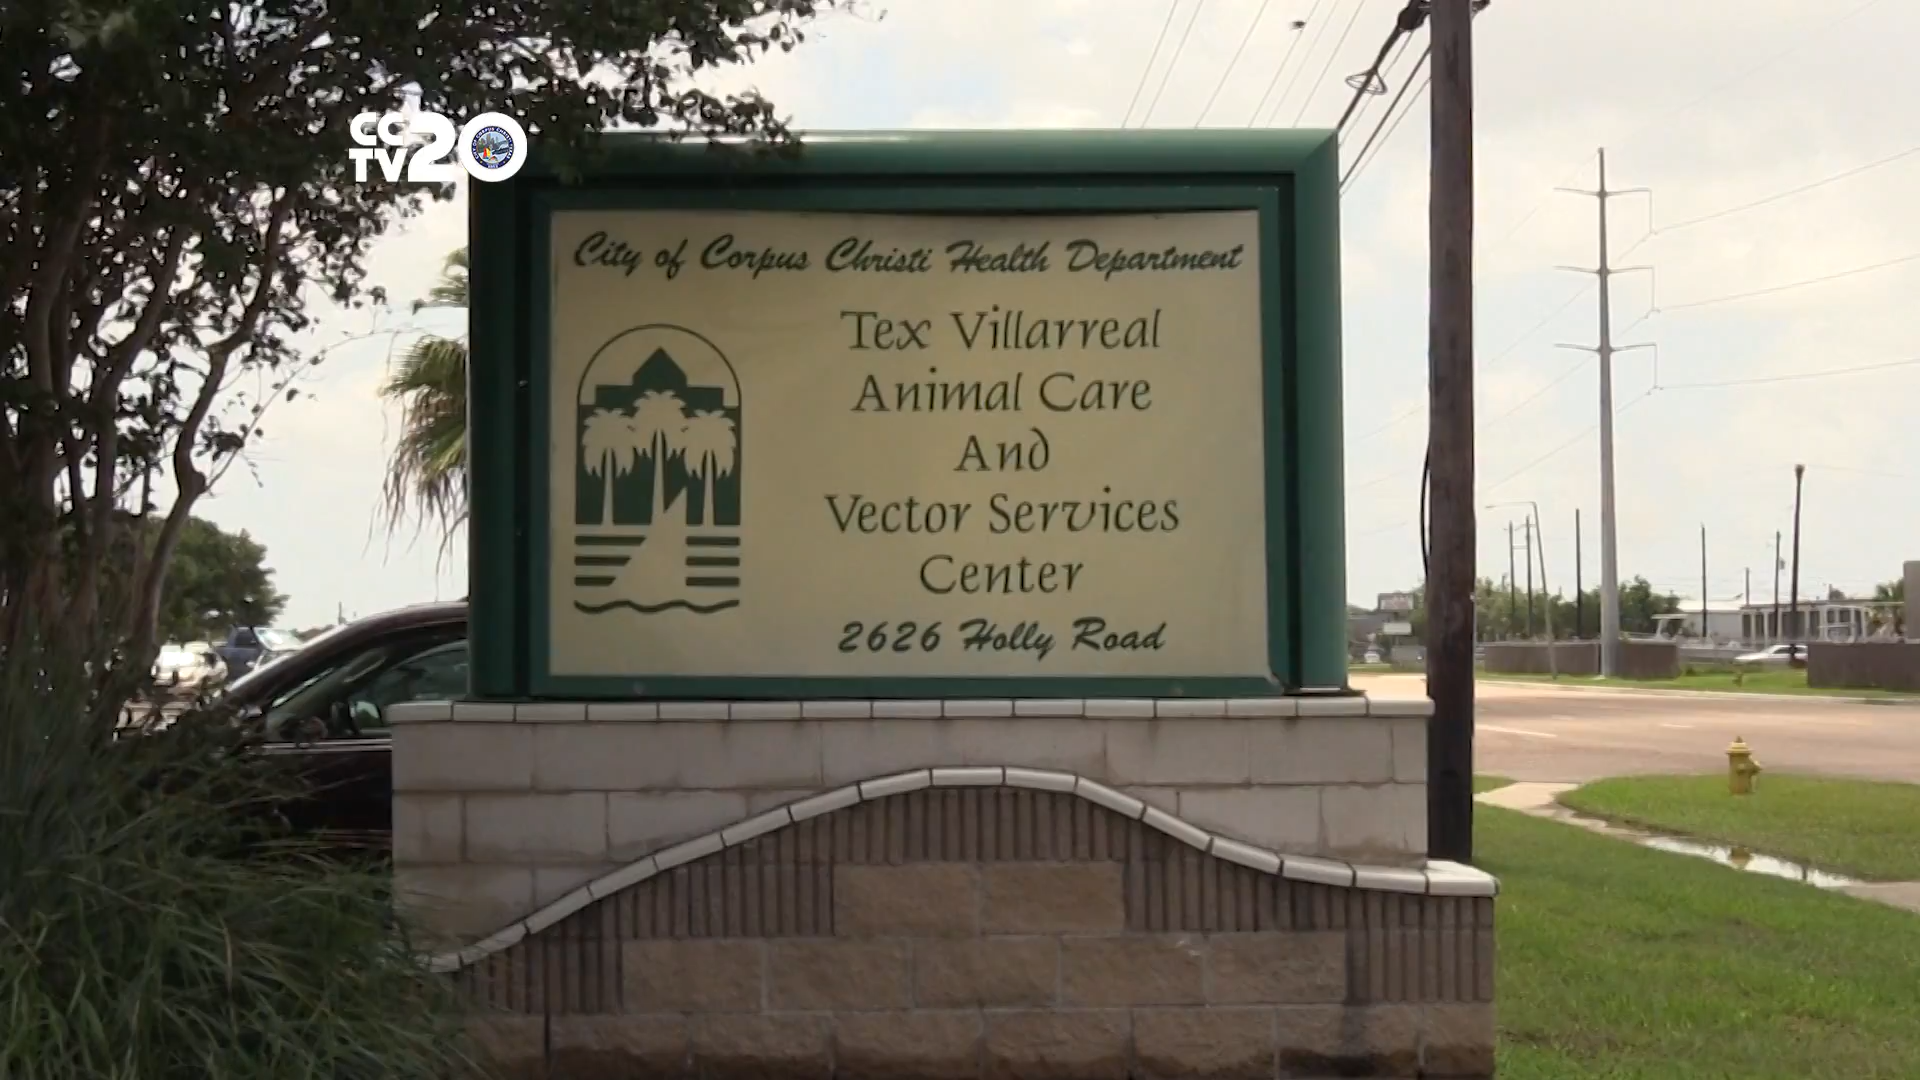 CC
TV20
City of Corpus Christi Health Department
Tex Villarreal
Animal Care
And
Vector Services
Center
2626 Holly Road